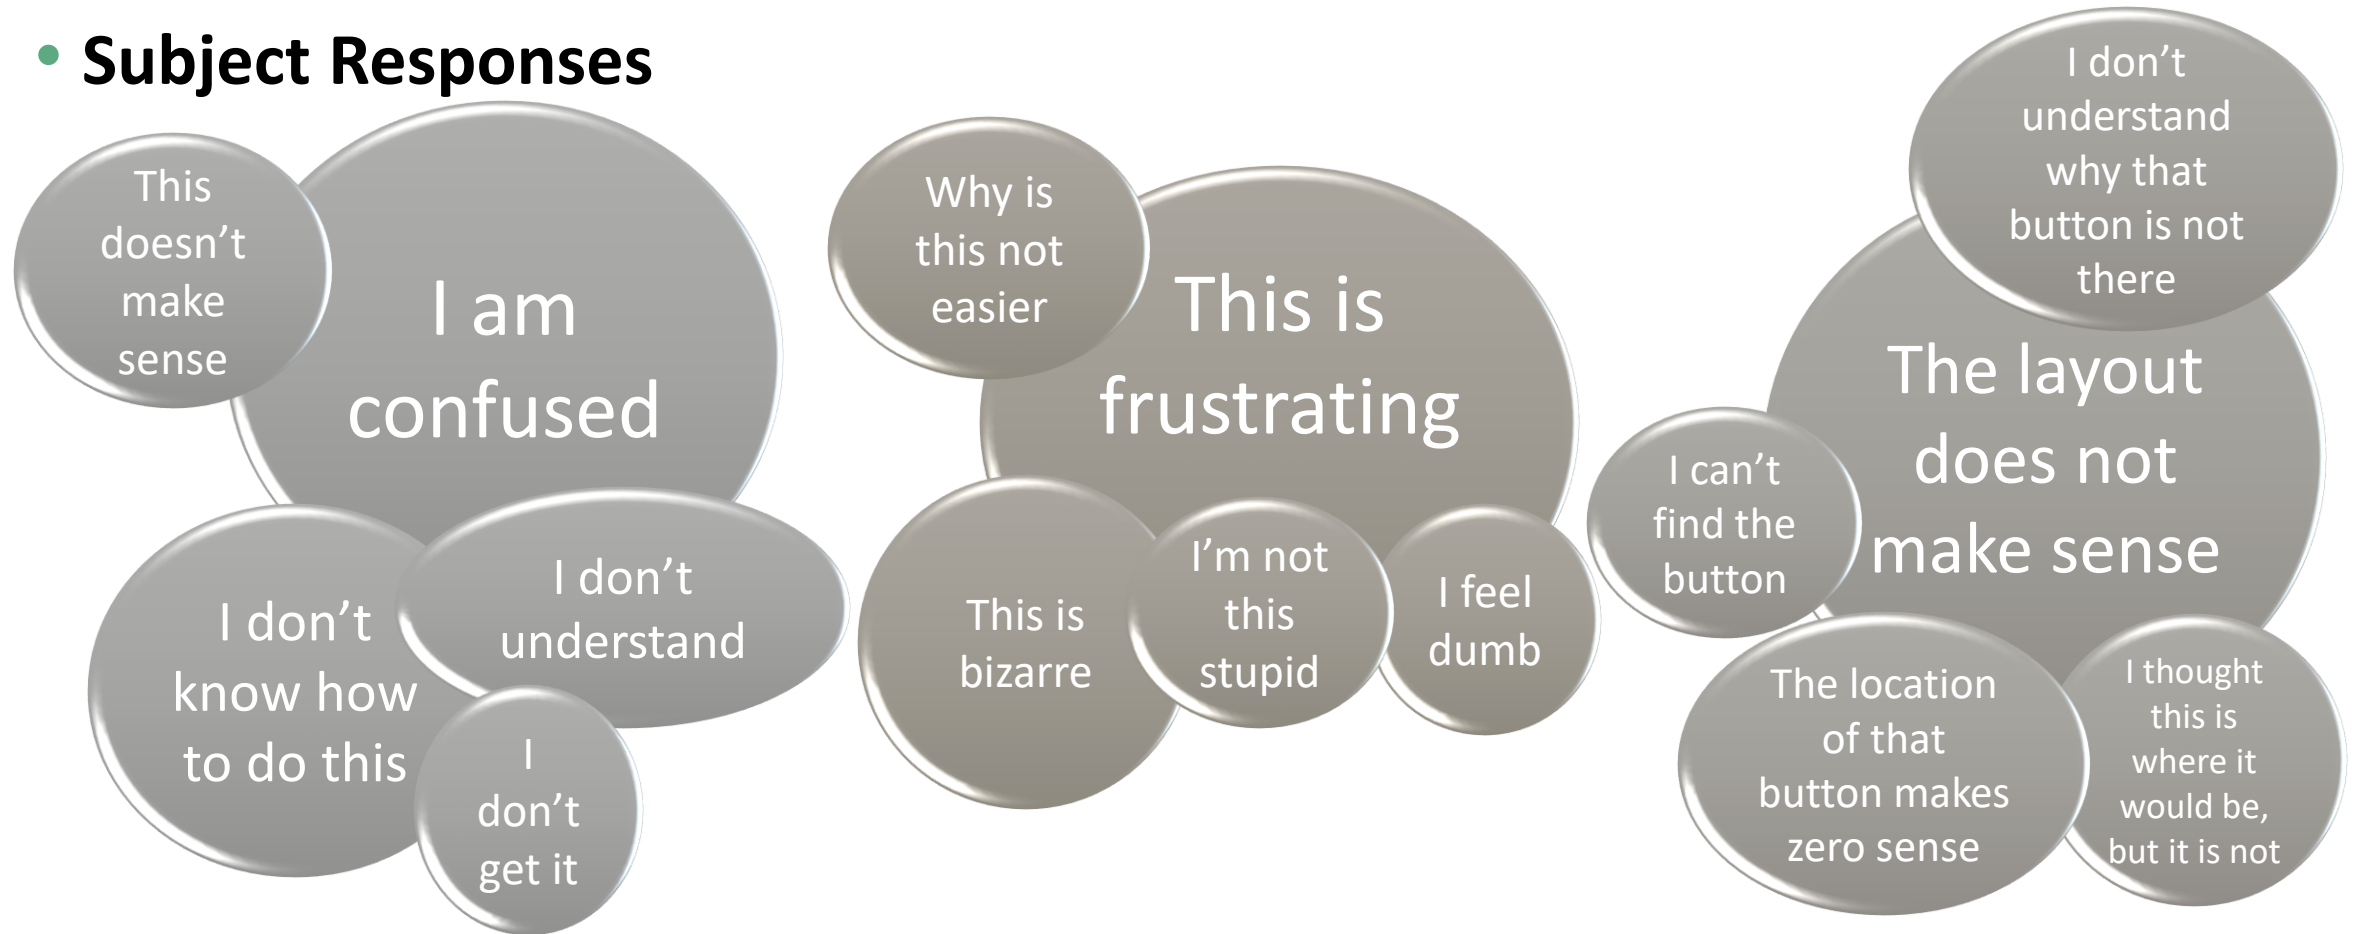 • Subject Responses
This
doesn’t
make
sense
I am
confused
I don’t
know how
to do this
I don’t
understand
I
don’t
get it
Why is
this not
easier
This is
frustrating
This is
bizarre
I’m not
this
stupid
I feel
dumb
I don’t
understand
why that
button is not
there
The layout
does not
make sense
I can’t
find the
button
The location
of that
button makes
zero sense
I thought
this is
where it
would be,
but it is not